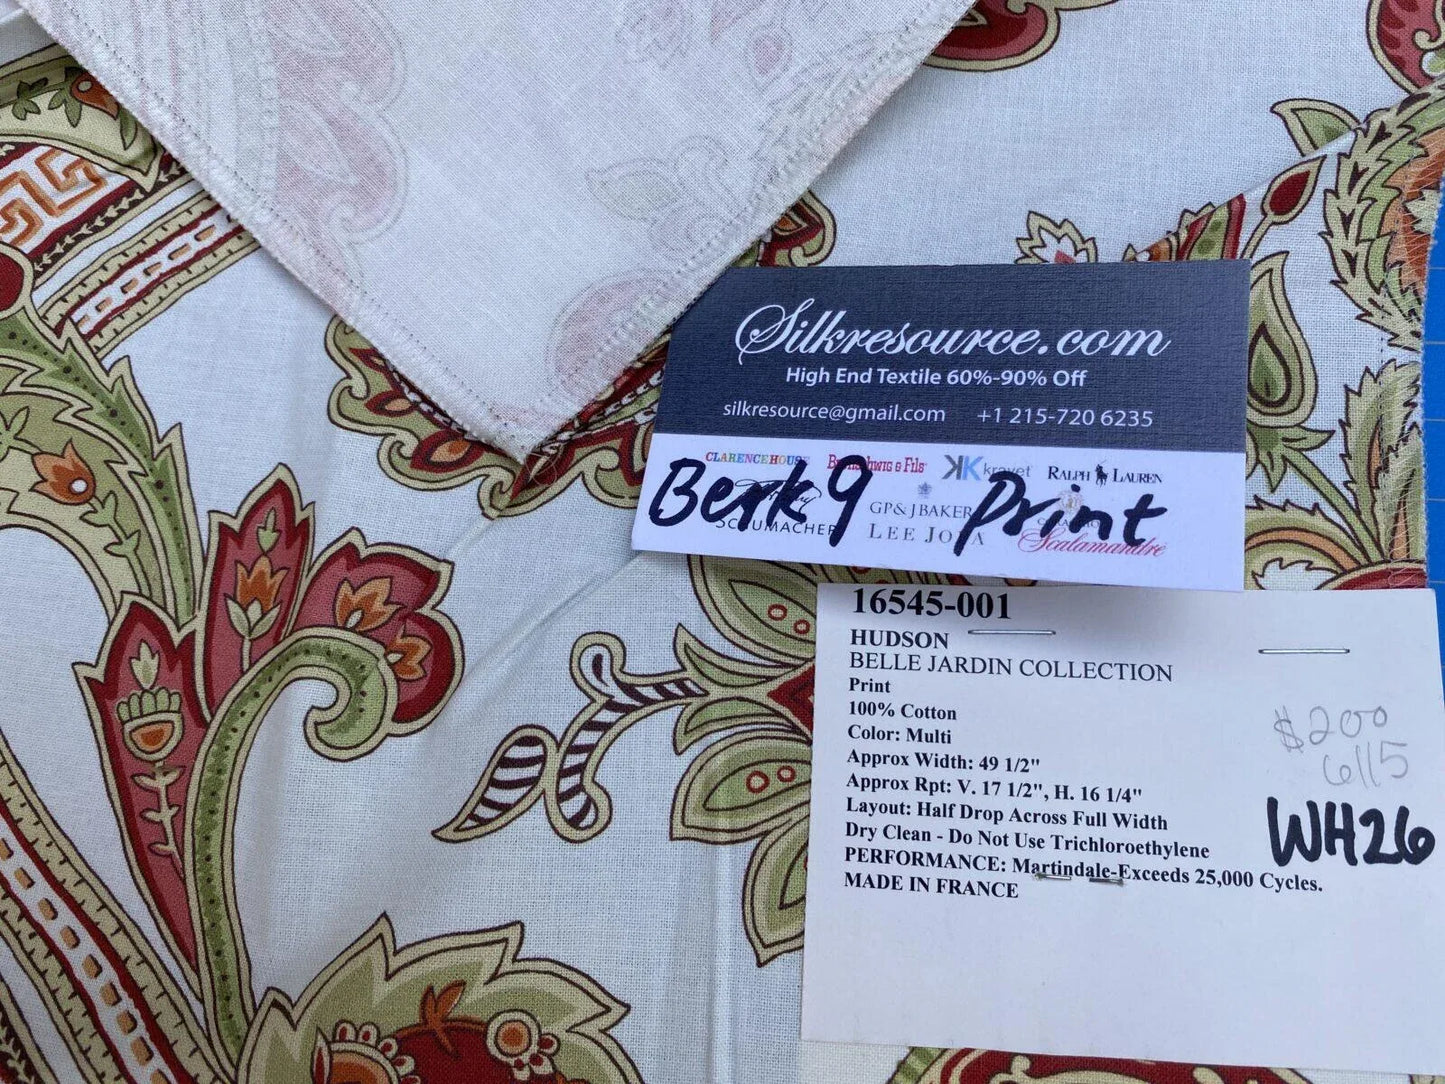 Silkresource.com
High End Textile 60%-90% Off
silkresource@gmail.com +1 215-720 6235
CLARENCE HOUSE & Fils kravet RALPH LAUREN
Berk9 Print
GP&JBAKER
SCHUMACHER LEE Scalamandre
16545-001
HUDSON
BELLE JARDIN COLLECTION
Print
100% Cotton
Color: Multi
Approx Width: 49 1/2"
Approx Rpt: V. 17 1/2", H. 16 1/4"
Layout: Half Drop Across Full Width
Dry Clean - Do Not Use Trichloroethylene
PERFORMANCE: Martindale-Exceeds 25,000 Cycles.
MADE IN FRANCE
$200
6115
WH26